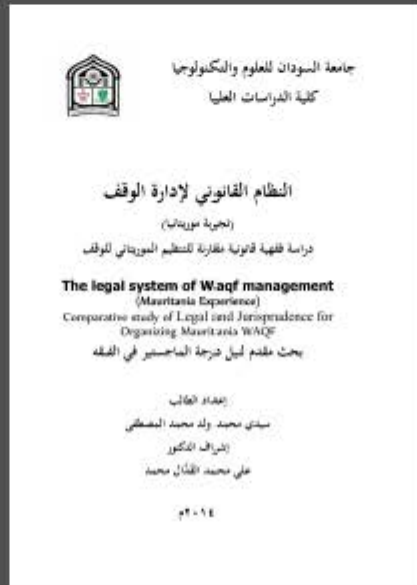 جامعة السودان للعلوم والتكنولوجيا
كلية الدراسات العليا
النظام القانوني لإدارة الوقف
(تجربة موريتانيا)
دراسة فقهية قانونية مقارنة للتنظيم الموريتاني للوقف
The legal system of Waqf management
(Mauritania Experience)
Comparative study of Legal and Jurisprudence for
Organizing Mauritania WAQF
بحث مقدم لنيل درجة الماجستير في الفقه
إعداد الطالب
سيدي محمد ولد محمد المصطفى
إشراف الدكتور
علي محمد القدّال محمد
٢٠١٤م